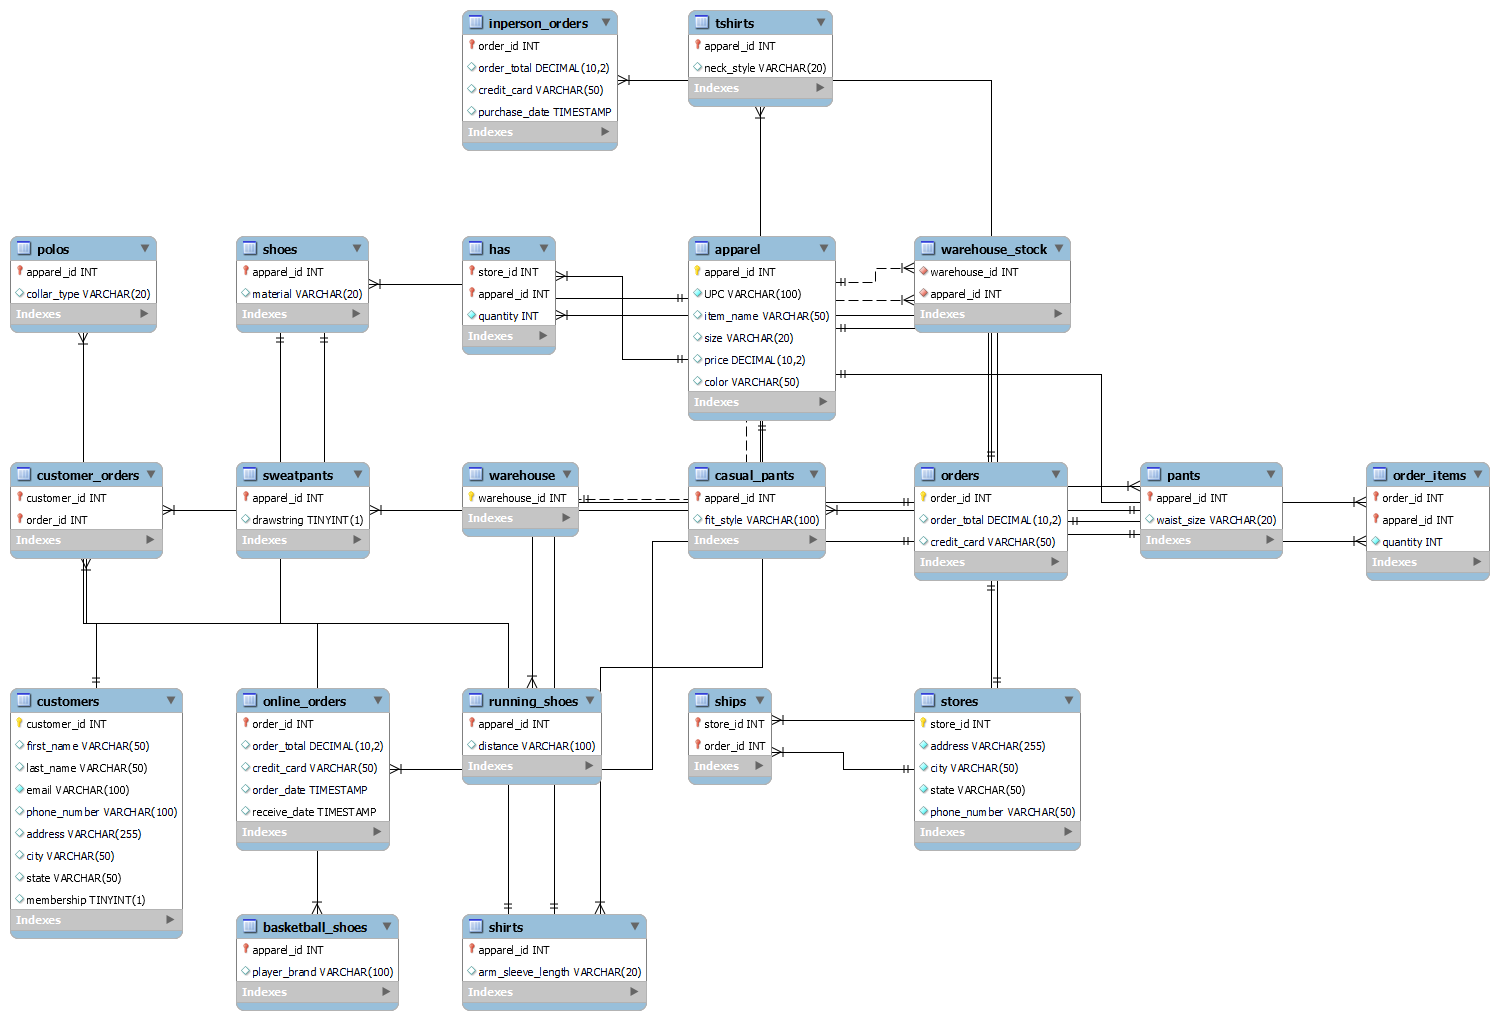 inperson_orders
order_id INT
order_total DECIMAL(10,2)
credit_card VARCHAR(50)
purchase_date TIMESTAMP
Indexes
tshirts
apparel_id INT
neck_style VARCHAR(20)
Indexes
polos
apparel_id INT
collar_type VARCHAR(20)
Indexes
shoes
apparel_id INT
material VARCHAR(20)
Indexes
has
store_id INT
apparel_id INT
quantity INT
Indexes
apparel
apparel_id INT
UPC VARCHAR(100)
item_name VARCHAR(50)
size VARCHAR(20)
price DECIMAL(10,2)
color VARCHAR(50)
Indexes
warehouse_stock
warehouse_id INT
apparel_id INT
Indexes
customer_orders
customer_id INT
order_id INT
Indexes
sweatpants
apparel_id INT
drawstring TINYINT(1)
Indexes
warehouse
warehouse_id INT
Indexes
casual_pants
apparel_id INT
fit_style VARCHAR(100)
Indexes
orders
order_id INT
order_total DECIMAL(10,2)
credit_card VARCHAR(50)
Indexes
pants
apparel_id INT
waist_size VARCHAR(20)
Indexes
order_items
order_id INT
apparel_id INT
quantity INT
Indexes
customers
customer_id INT
first_name VARCHAR(50)
last_name VARCHAR(50)
email VARCHAR(100)
phone_number VARCHAR(100)
address VARCHAR(255)
city VARCHAR(50)
state VARCHAR(50)
membership TINYINT(1)
Indexes
online_orders
order_id INT
order_total DECIMAL(10,2)
credit_card VARCHAR(50)
order_date TIMESTAMP
receive_date TIMESTAMP
Indexes
running_shoes
apparel_id INT
distance VARCHAR(100)
Indexes
ships
store_id INT
order_id INT
Indexes
stores
store_id INT
address VARCHAR(255)
city VARCHAR(50)
state VARCHAR(50)
phone_number VARCHAR(50)
Indexes
basketball_shoes
apparel_id INT
player_brand VARCHAR(100)
Indexes
shirts
apparel_id INT
arm_sleeve_length VARCHAR(20)
Indexes